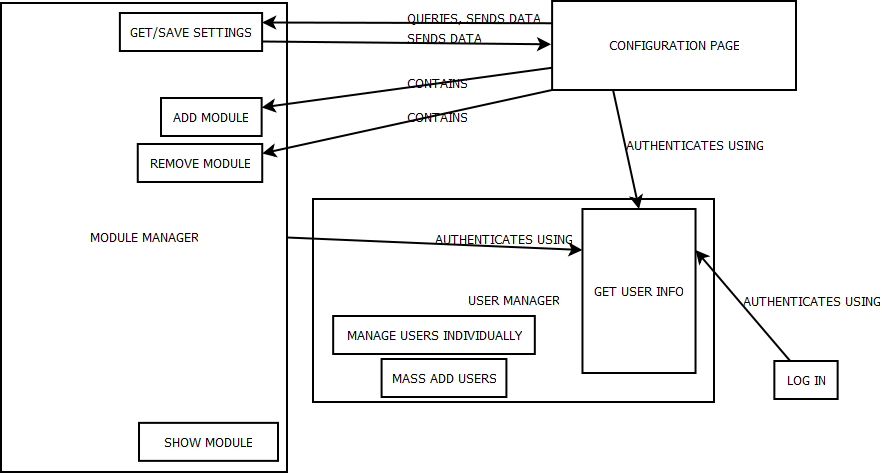 QUERIES, SENDS DATA
GET/SAVE SETTINGS
SENDS DATA
CONFIGURATION PAGE
CONTAINS
ADD MODULE
CONTAINS
REMOVE MODULE
AUTHENTICATES USING
MODULE MANAGER
AUTHENTICATES USING
GET USER INFO
USER MANAGER
AUTHENTICATES USING
MANAGE USERS INDIVIDUALLY
MASS ADD USERS
LOG IN
SHOW MODULE